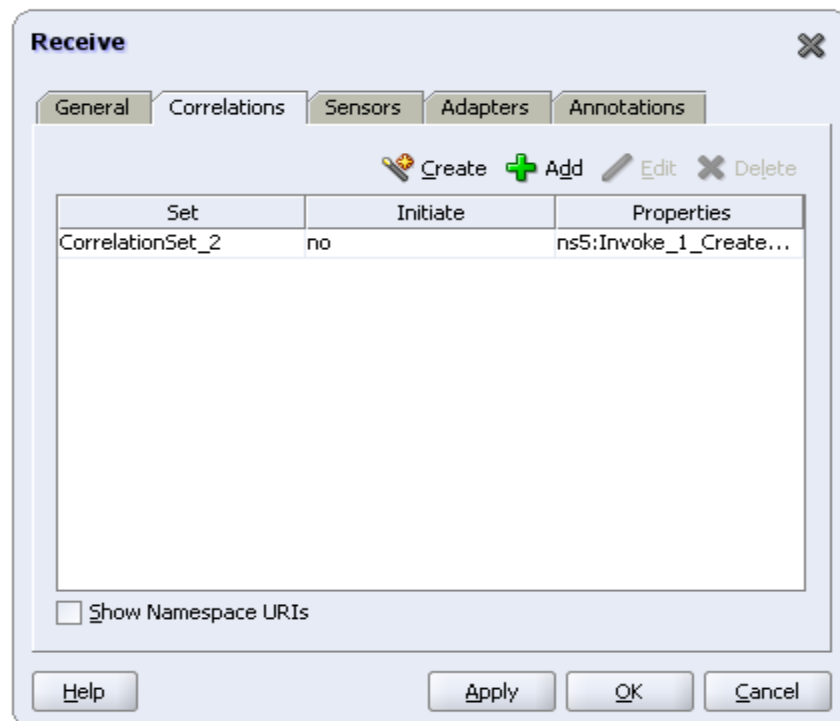 Receive
General Correlations Sensors Adapters Annotations
Create Add Edit Delete
Set Initiate Properties
CorrelationSet_2 no ns5:Invoke_1_Create...
Show Namespace URIs
Help Apply OK Cancel